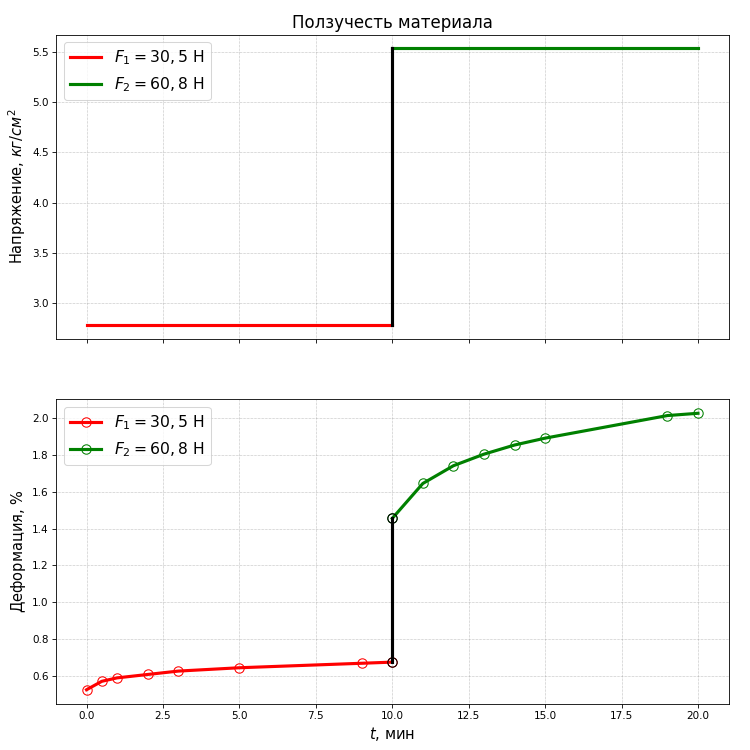 Ползучесть материала
Напряжение, кг/см²
5.5
5.0
4.5
4.0
3.5
3.0
F₁ = 30, 5 Н
F₂ = 60, 8 Н
Деформация, %
2.0
1.8
1.6
1.4
1.2
1.0
0.8
0.6
F₁ = 30, 5 Н
F₂ = 60, 8 Н
0.0 2.5 5.0 7.5 10.0 12.5 15.0 17.5 20.0
t, мин